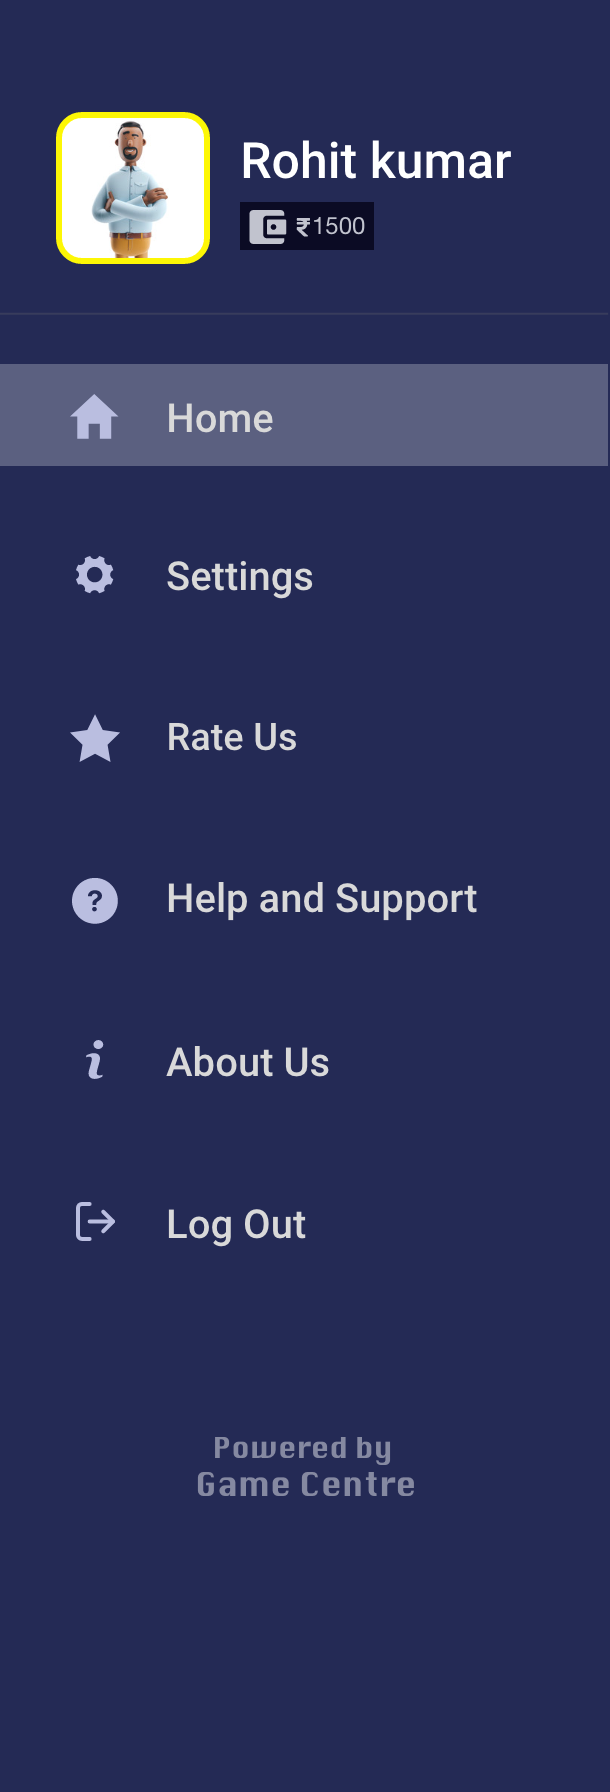 Rohit kumar
₹1500
Home
Settings
Rate Us
Help and Support
About Us
Log Out
Powered by
Game Centre